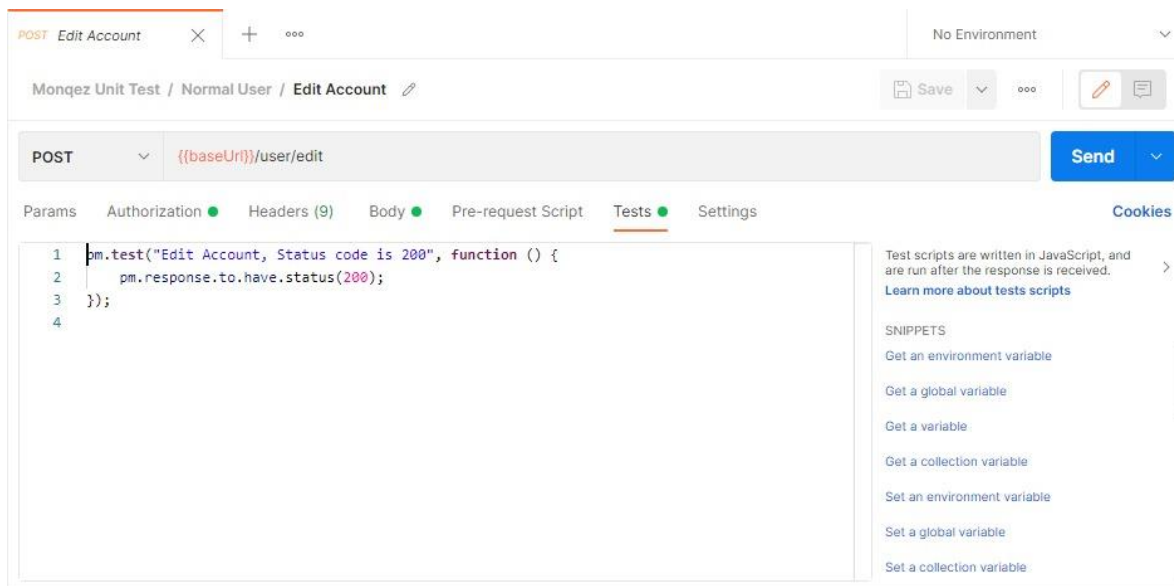 POST Edit Account
No Environment
Monqez Unit Test / Normal User / Edit Account
Save
POST {{baseUrl}}/user/edit
Send
Params Authorization Headers (9) Body Pre-request Script Tests Settings Cookies
1 pm.test("Edit Account, Status code is 200", function () {
2 pm.response.to.have.status(200);
3 });
4
Test scripts are written in JavaScript, and
are run after the response is received.
Learn more about tests scripts
SNIPPETS
Get an environment variable
Get a global variable
Get a variable
Get a collection variable
Set an environment variable
Set a global variable
Set a collection variable